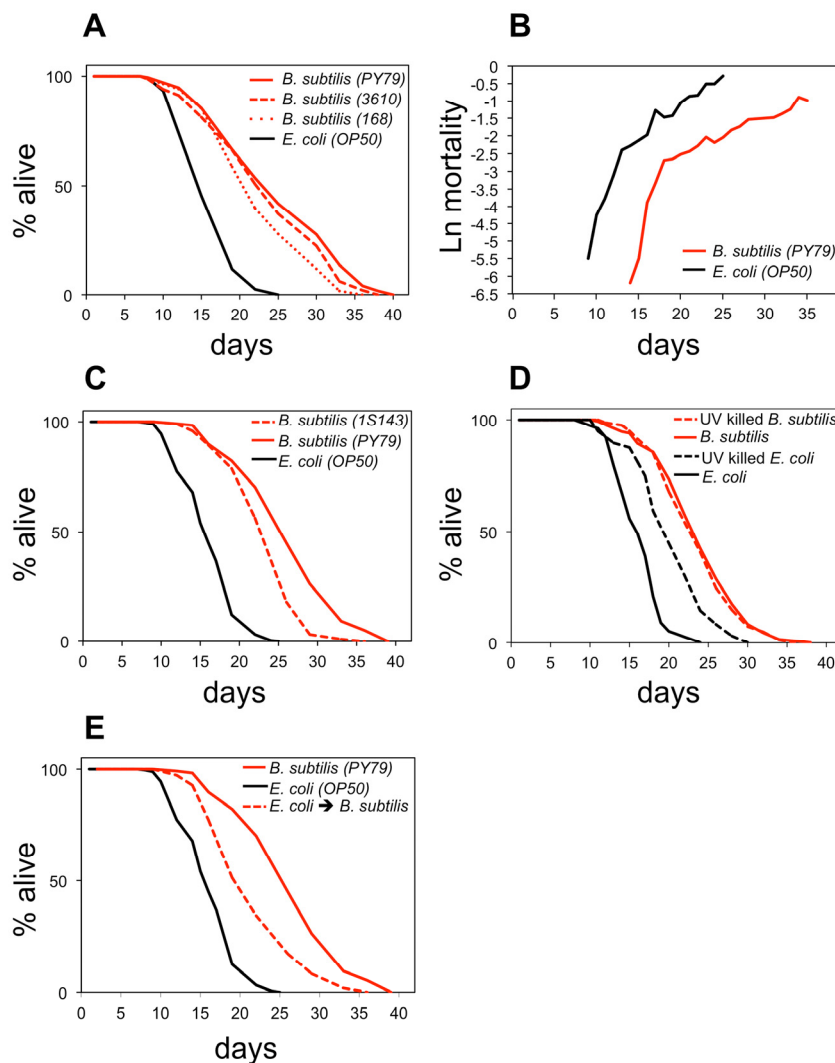 A
100
50
0
% alive
B. subtilis (PY79)
B. subtilis (3610)
B. subtilis (168)
E. coli (OP50)
0 5 10 15 20 25 30 35 40
days
B
0
-0.5
-1
-1.5
-2
-2.5
-3
-3.5
-4
-4.5
-5
-5.5
-6
-6.5
Ln mortality
B. subtilis (PY79)
E. coli (OP50)
0 5 10 15 20 25 30 35
days
C
100
50
0
% alive
B. subtilis (1S143)
B. subtilis (PY79)
E. coli (OP50)
0 5 10 15 20 25 30 35 40
days
D
100
50
0
% alive
UV killed B. subtilis
B. subtilis
UV killed E. coli
E. coli
0 5 10 15 20 25 30 35 40
days
E
100
50
0
% alive
B. subtilis (PY79)
E. coli (OP50)
E. coli ➔ B. subtilis
0 5 10 15 20 25 30 35 40
days